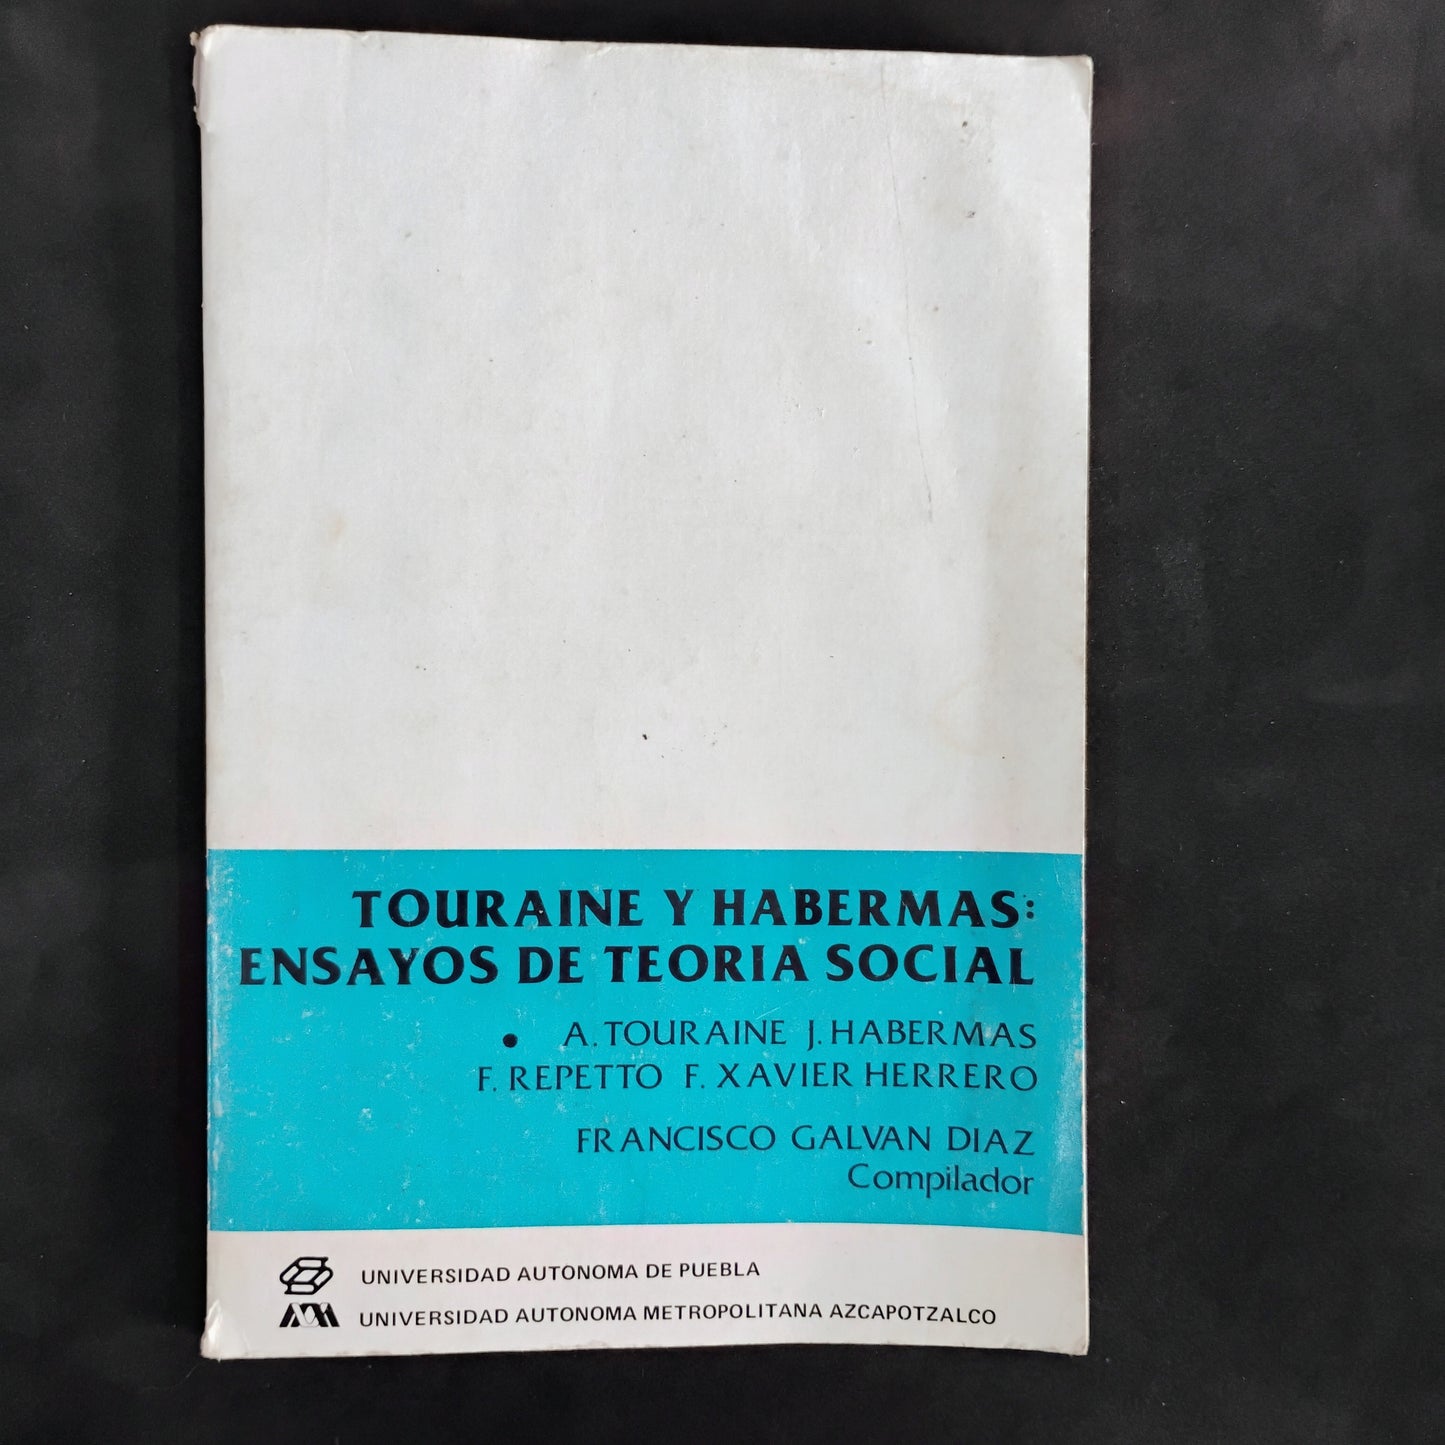 TOURAINE Y HABERMAS:
ENSAYOS DE TEORIA SOCIAL
• A. TOURAINE J. HABERMAS
F. REPETTO F. XAVIER HERRERO
FRANCISCO GALVAN DIAZ
Compilador
UNIVERSIDAD AUTONOMA DE PUEBLA
UNIVERSIDAD AUTONOMA METROPOLITANA AZCAPOTZALCO